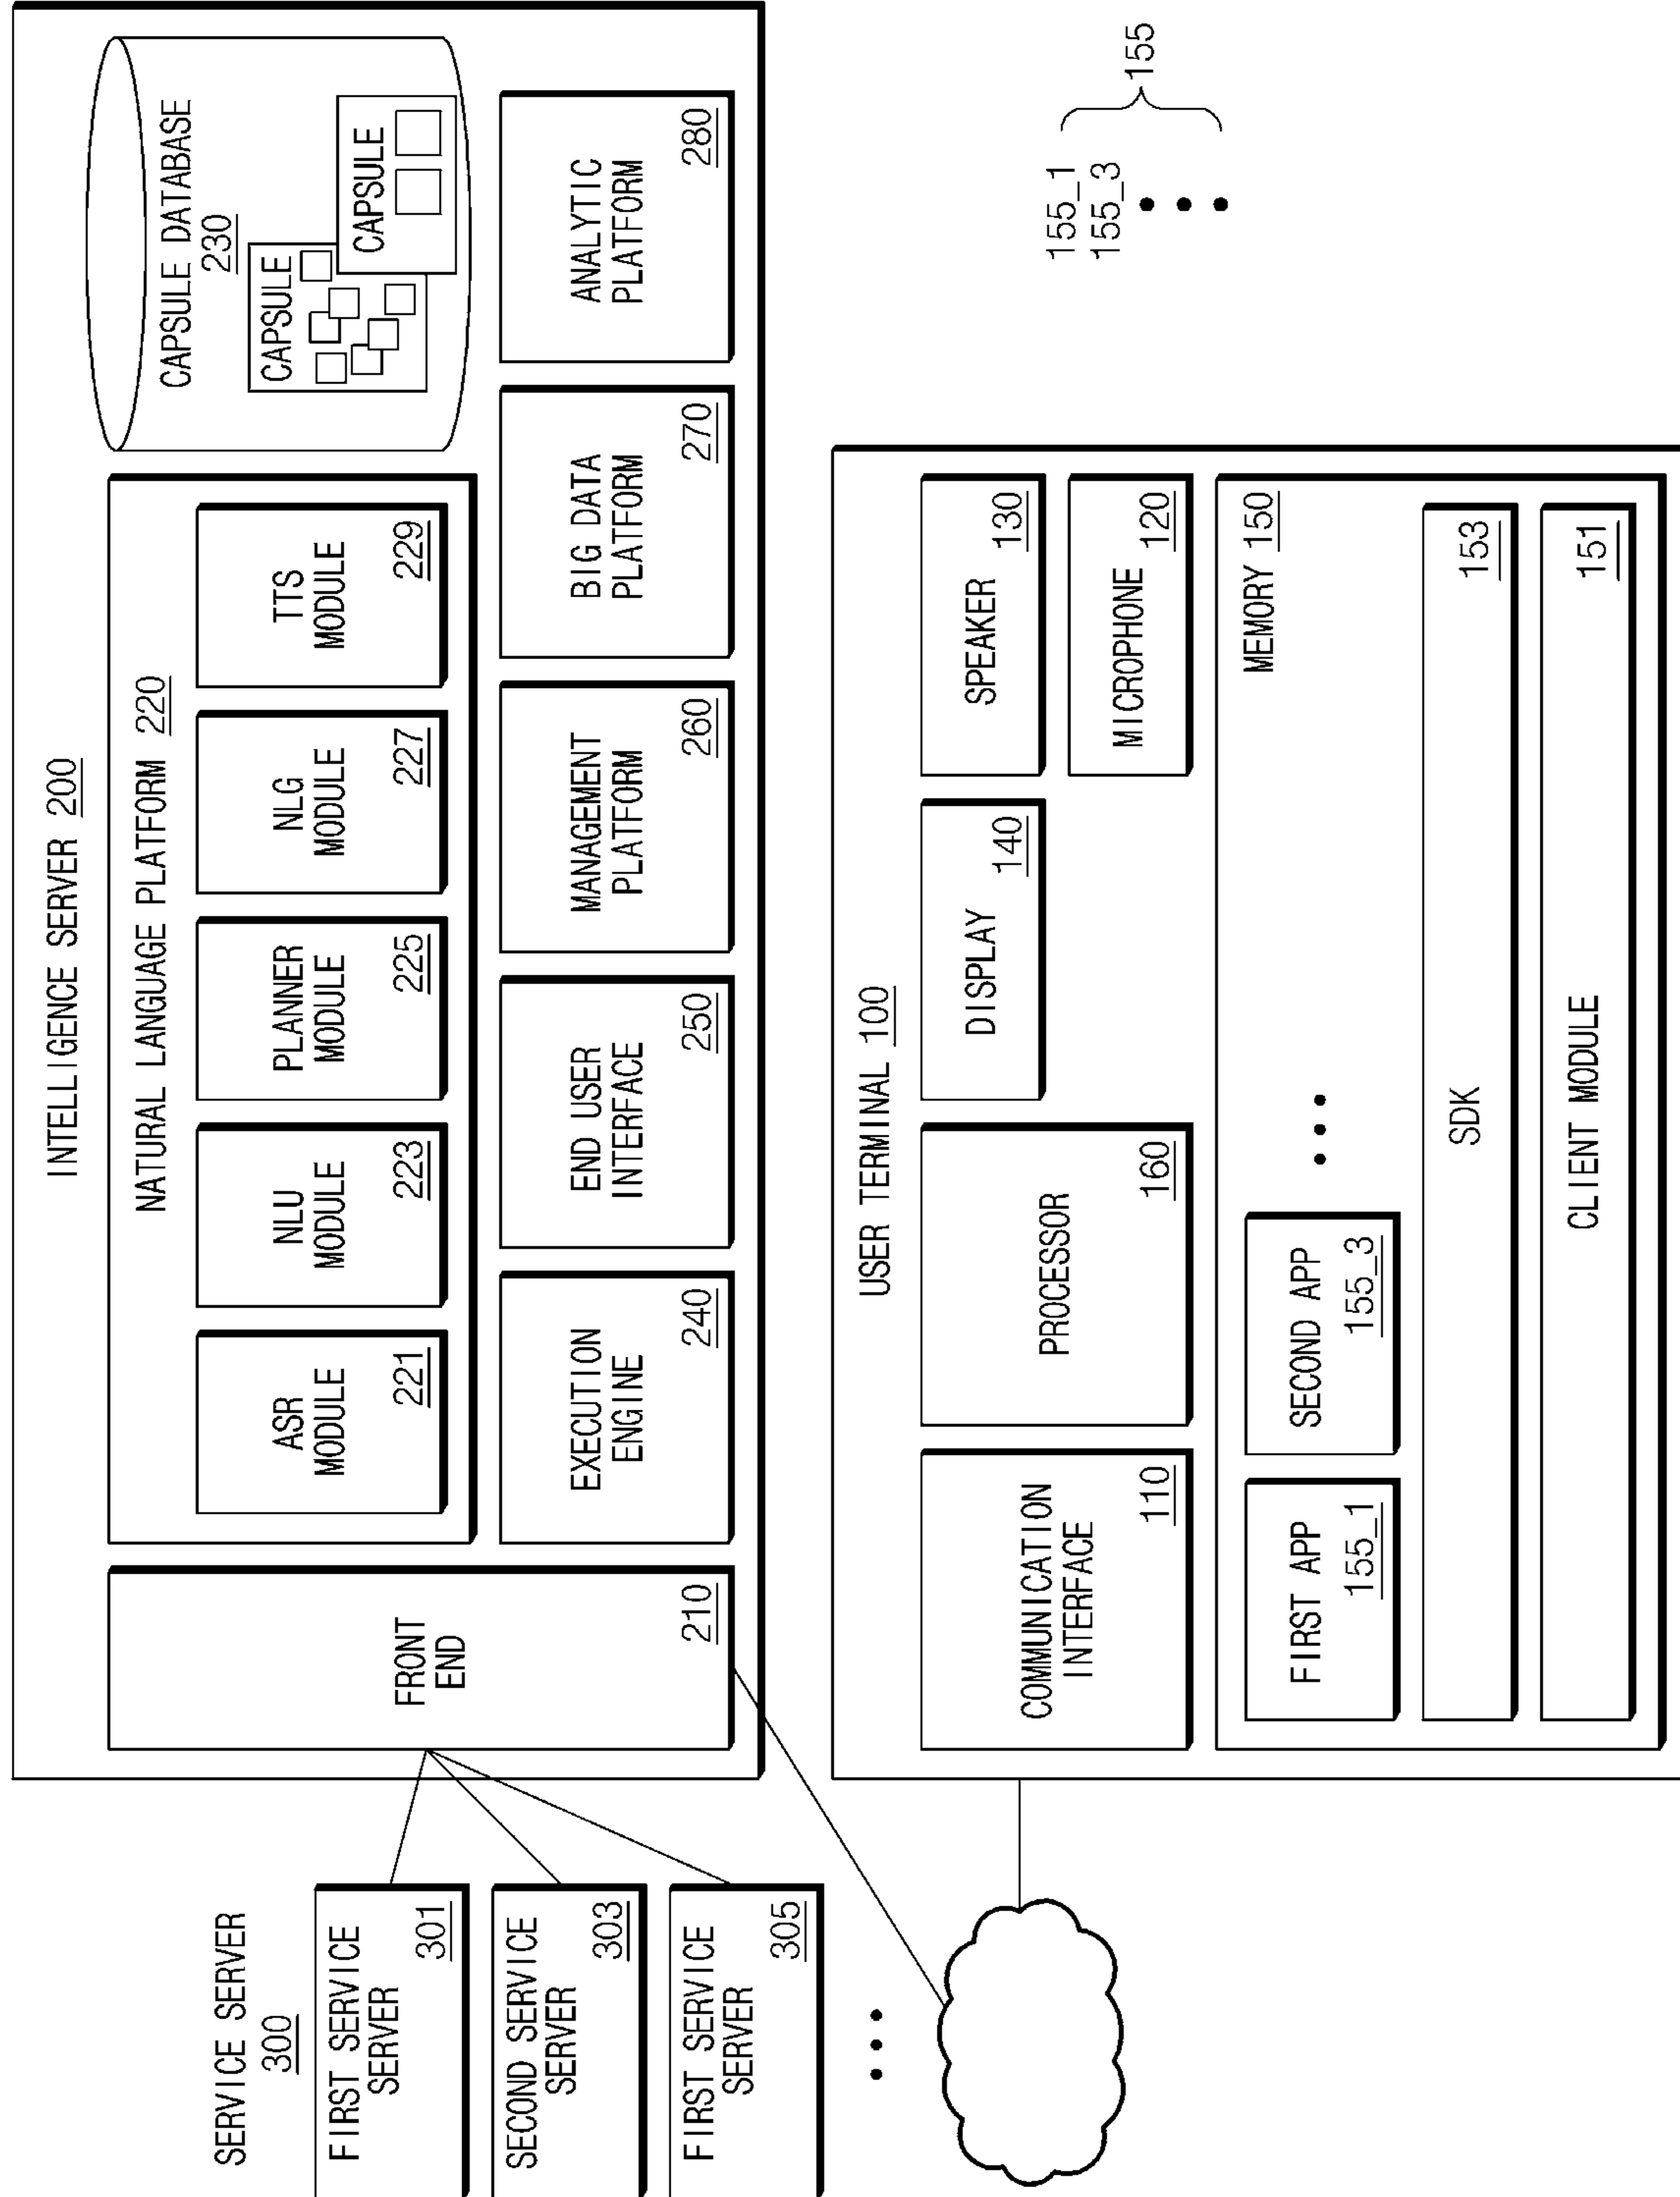 INTELLIGENCE SERVER 200
SERVICE SERVER
300
FIRST SERVICE
SERVER
301
SECOND SERVICE
SERVER
303
FIRST SERVICE
SERVER
305
FRONT
END
210
NATURAL LANGUAGE PLATFORM 220
ASR
MODULE
221
NLU
MODULE
223
PLANNER
MODULE
225
NLG
MODULE
227
TTS
MODULE
229
CAPSULE DATABASE
230
CAPSULE
CAPSULE
EXECUTION
ENGINE
240
END USER
INTERFACE
250
MANAGEMENT
PLATFORM
260
BIG DATA
PLATFORM
270
ANALYTIC
PLATFORM
280
USER TERMINAL 100
COMMUNICATION
INTERFACE
110
PROCESSOR
160
DISPLAY
140
SPEAKER
130
MICROPHONE
120
MEMORY 150
FIRST APP
155_1
SECOND APP
155_3
SDK
153
CLIENT MODULE
151
155_1
155_3
155